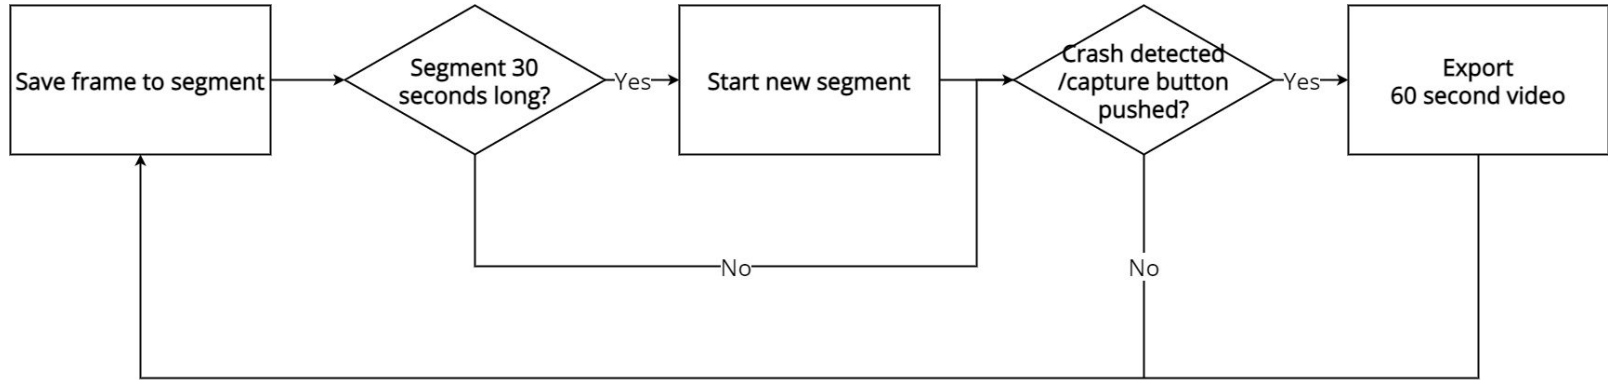 Save frame to segment
Segment 30
seconds long?
Yes
Start new segment
Crash detected
/capture button
pushed?
Yes
Export
60 second video
No
No